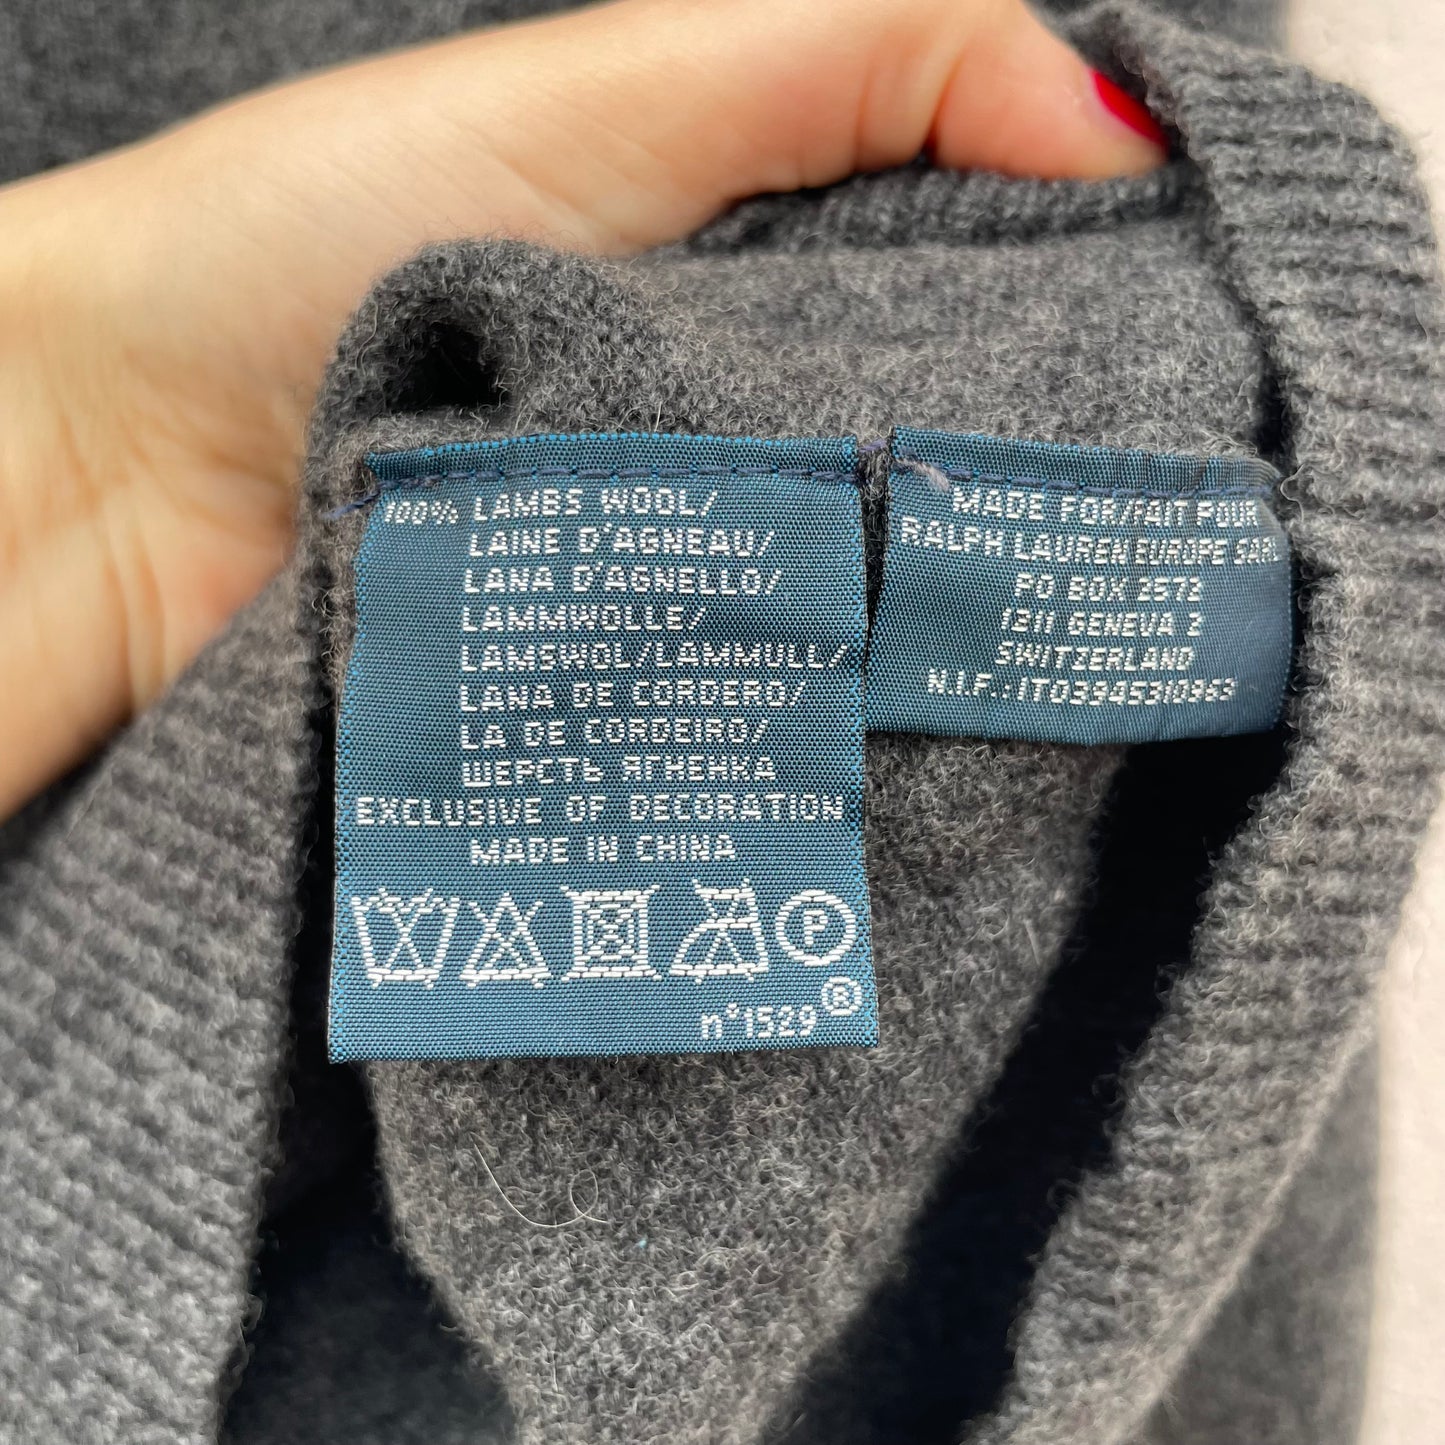 100% LAMBS WOOL/
LAINE D'AGNEAU/
LANA D'AGNELLO/
LAMMWOLLE/
LAMSWOL/LAMMULL/
LANA DE CORDERO/
LA DE CORDEIRO/
ШЕРСТЬ ЯГНЕНКА
EXCLUSIVE OF DECORATION
MADE IN CHINA
P
®
n°1529
MADE FOR/FAIT POUR
RALPH LAUREN EUROPE SARL
PO BOX 2572
1211 GENEVA 2
SWITZERLAND
N.I.F.: IT05945310963